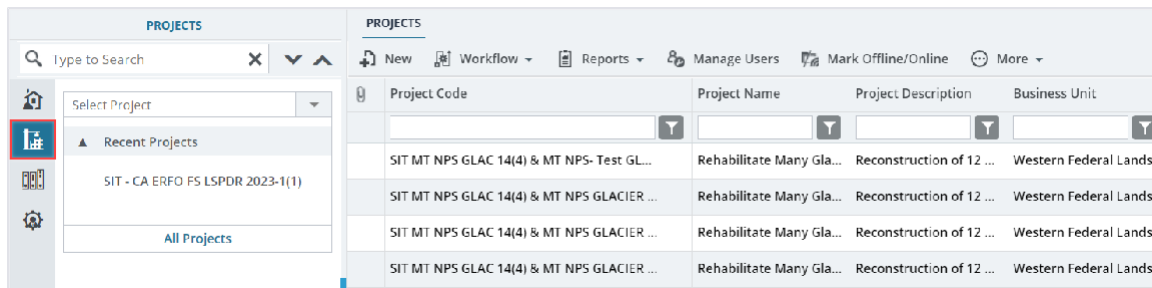 PROJECTS
Type to Search
Select Project
Recent Projects
SIT - CA ERFO FS LSPDR 2023-1(1)
All Projects
PROJECTS
New Workflow Reports Manage Users Mark Offline/Online More
Project Code Project Name Project Description Business Unit
SIT MT NPS GLAC 14(4) & MT NPS- Test GL... Rehabilitate Many Gla... Reconstruction of 12 ... Western Federal Lands
SIT MT NPS GLAC 14(4) & MT NPS GLACIER ... Rehabilitate Many Gla... Reconstruction of 12 ... Western Federal Lands
SIT MT NPS GLAC 14(4) & MT NPS GLACIER ... Rehabilitate Many Gla... Reconstruction of 12 ... Western Federal Lands
SIT MT NPS GLAC 14(4) & MT NPS GLACIER ... Rehabilitate Many Gla... Reconstruction of 12 ... Western Federal Lands